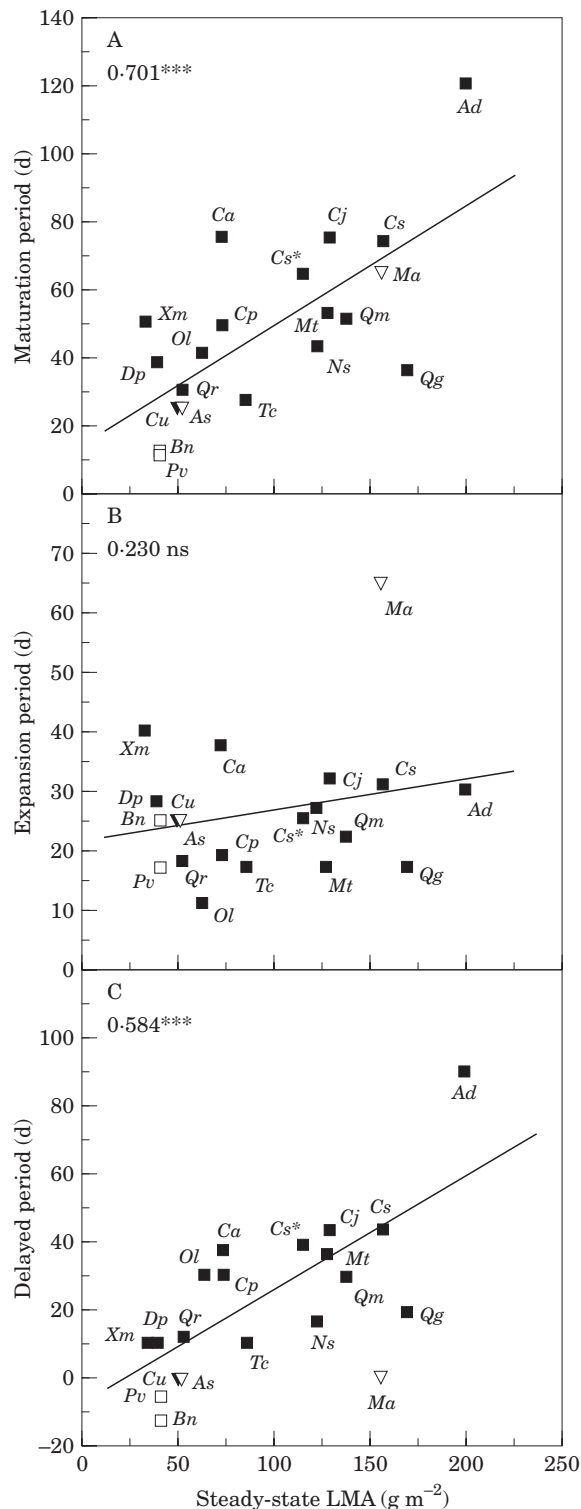 A
0·701***
Maturation period (d)
140
120
100
80
60
40
20
0
Ad
Ca
Cj
Cs
Cs*
Ma
Xm
Cp
Mt
Qm
Ol
Ns
Dp
Qr
Qg
Cu
As
Tc
Bn
Pv
B
0·230 ns
Expansion period (d)
70
60
50
40
30
20
10
0
Ma
Xm
Ca
Cj
Cs
Dp
Cu
Ad
Bn
As
Cs*
Ns
Qm
Cp
Pv
Qr
Tc
Mt
Qg
Ol
C
0·584***
Delayed period (d)
100
80
60
40
20
0
−20
Ad
Ca
Cs*
Cj
Cs
Ol
Mt
Cp
Qm
Xm
Dp
Qr
Qg
Tc
Ns
Cu
As
Pv
Bn
Ma
0 50 100 150 200 250
Steady-state LMA (g m−2)